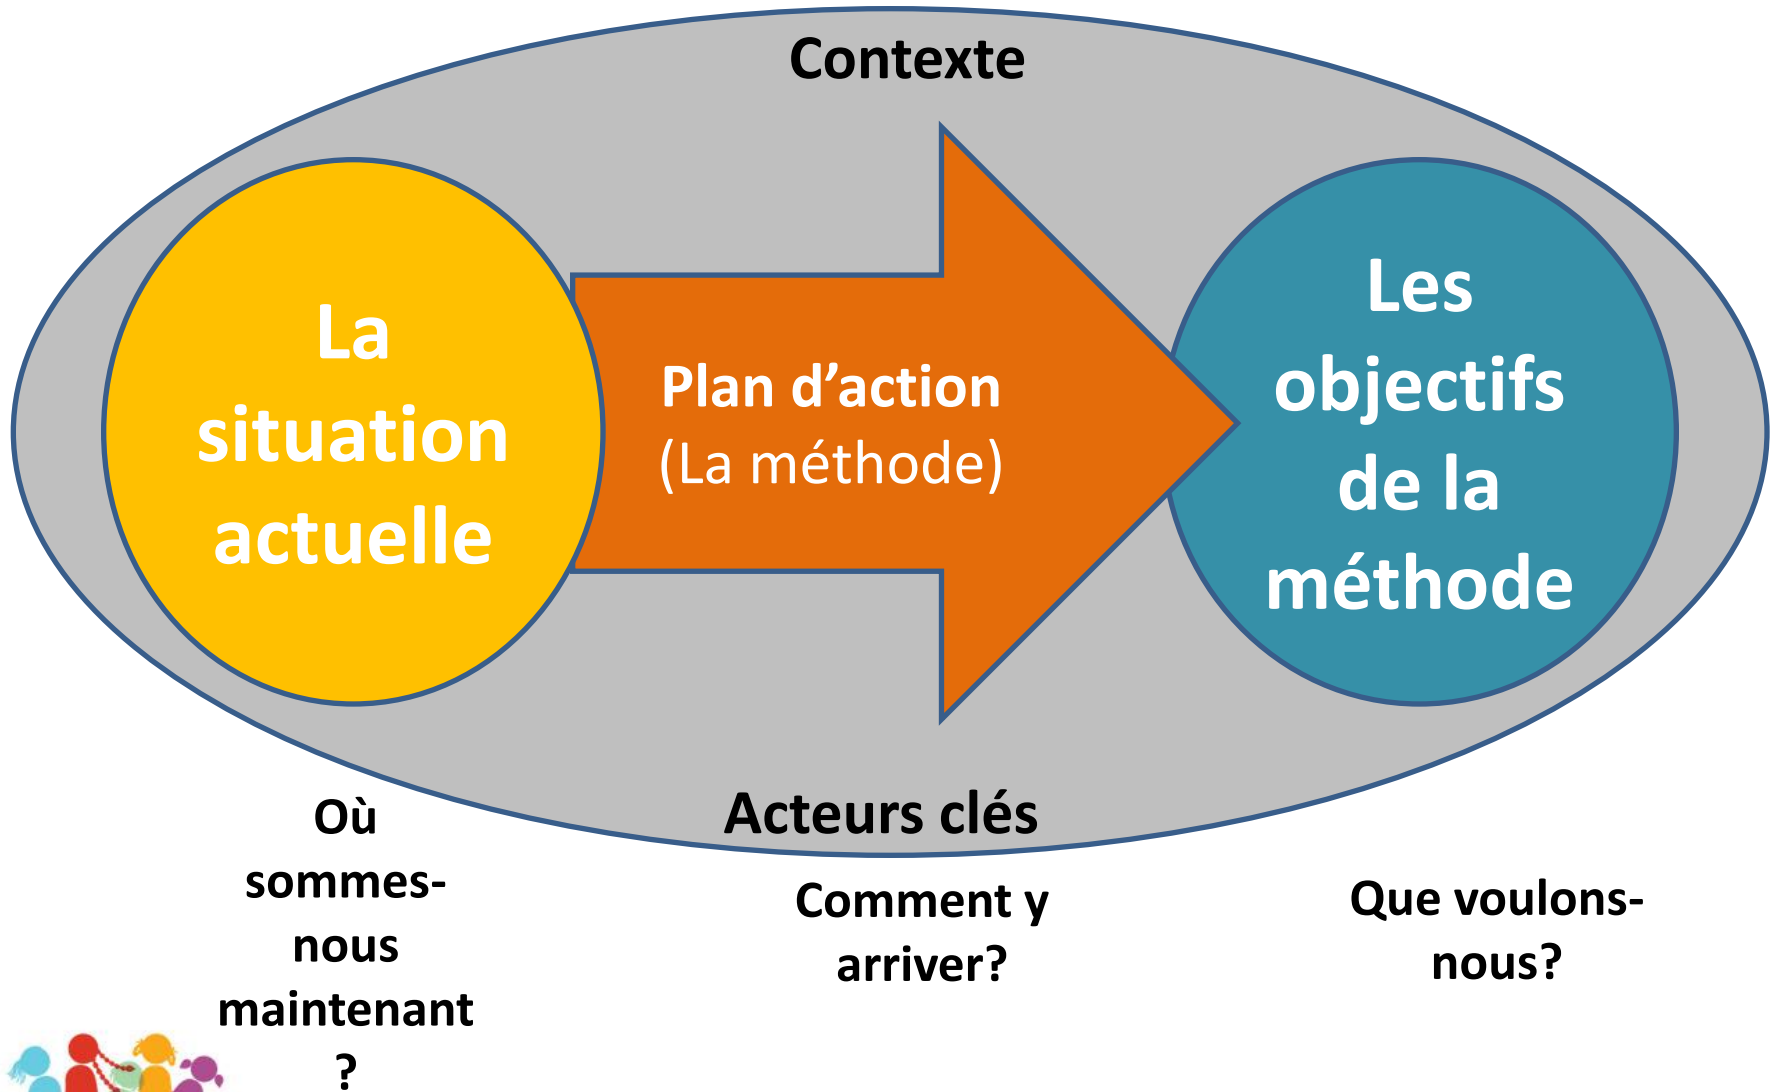 Contexte
La
situation
actuelle
Plan d’action
(La méthode)
Les
objectifs
de la
méthode
Acteurs clés
Où
sommes-
nous
maintenant
?
Comment y
arriver?
Que voulons-
nous?